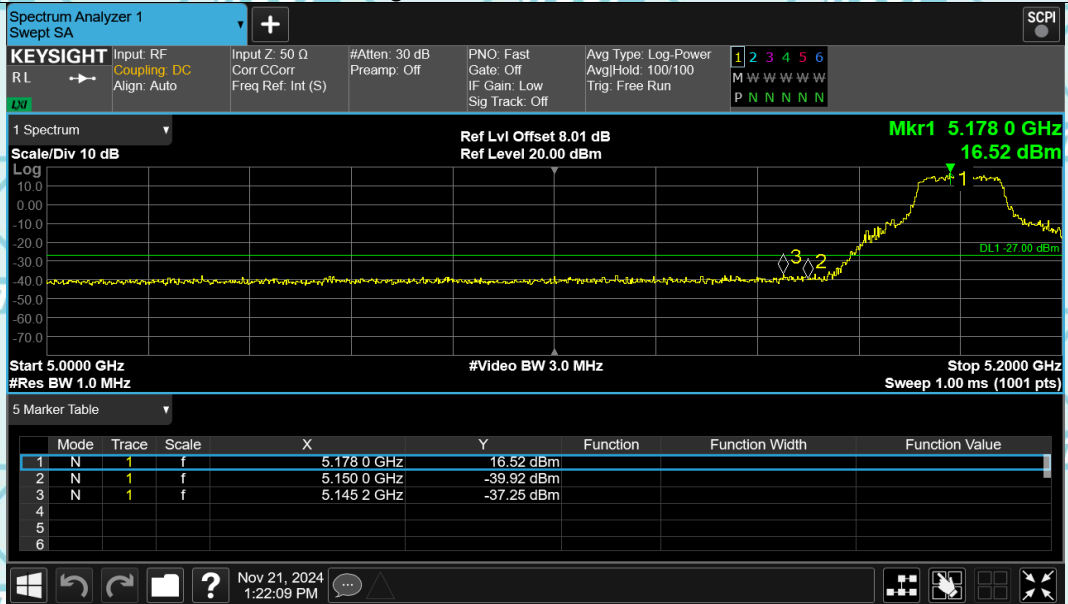 Spectrum Analyzer 1
Swept SA
+
SCPI
KEYSIGHT
RL
LXI
Input: RF
Coupling: DC
Align: Auto
Input Z: 50 Ω
Corr CCorr
Freq Ref: Int (S)
#Atten: 30 dB
Preamp: Off
PNO: Fast
Gate: Off
IF Gain: Low
Sig Track: Off
Avg Type: Log-Power
Avg|Hold: 100/100
Trig: Free Run
1 2 3 4 5 6
M W W W W W
P N N N N N
1 Spectrum
Scale/Div 10 dB
Ref Lvl Offset 8.01 dB
Ref Level 20.00 dBm
Mkr1 5.178 0 GHz
16.52 dBm
Log
10.0
0.00
-10.0
-20.0
-30.0
-40.0
-50.0
-60.0
-70.0
1
3
2
DL1 -27.00 dBm
Start 5.0000 GHz
#Video BW 3.0 MHz
Stop 5.2000 GHz
#Res BW 1.0 MHz
Sweep 1.00 ms (1001 pts)
5 Marker Table
Mode Trace Scale X Y Function Function Width Function Value
1 N 1 f 5.178 0 GHz 16.52 dBm
2 N 1 f 5.150 0 GHz -39.92 dBm
3 N 1 f 5.145 2 GHz -37.25 dBm
4
5
6
?
Nov 21, 2024
1:22:09 PM